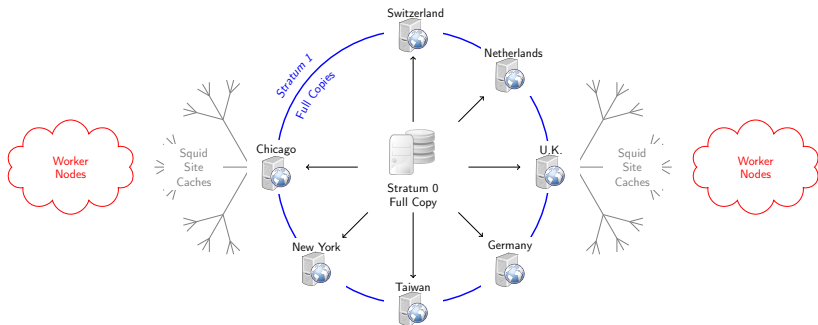 Switzerland
Netherlands
Stratum 1
Full Copies
Chicago
U.K.
Worker
Nodes
Squid
Site
Caches
Stratum 0
Full Copy
Squid
Site
Caches
Worker
Nodes
New York
Germany
Taiwan